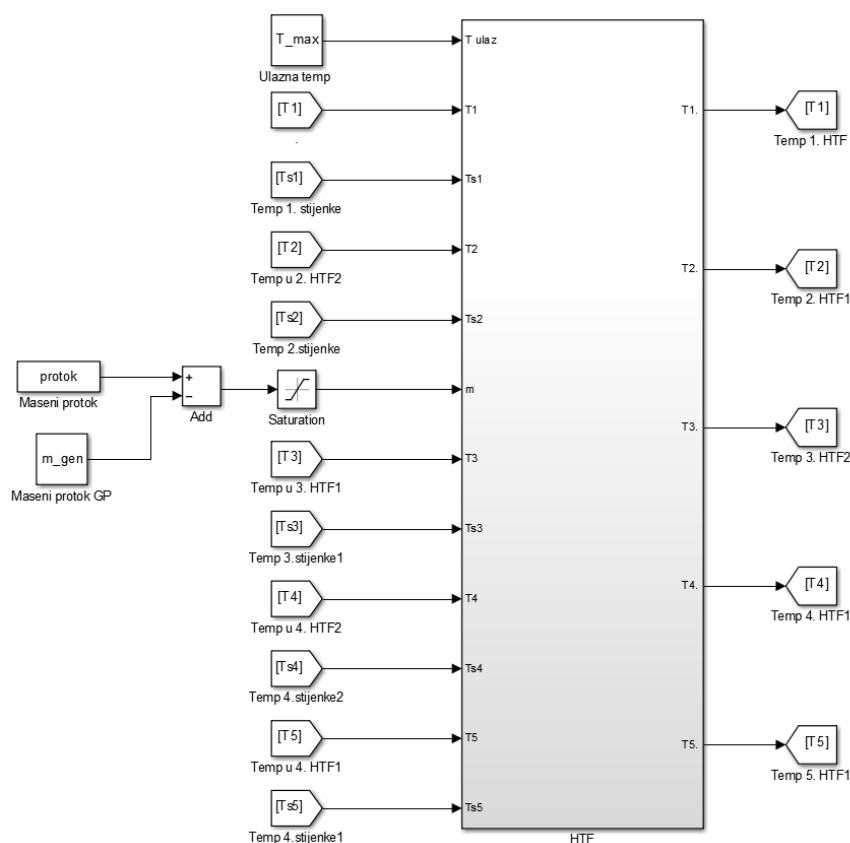 T_max
Ulazna temp
T ulaz
[T1]
.
T1
T1.
[T1]
Temp 1. HTF
[Ts1]
Temp 1. stijenke
Ts1
[T2]
Temp u 2. HTF2
T2
T2.
[T2]
Temp 2. HTF1
[Ts2]
Temp 2.stijenke
Ts2
protok
Maseni protok
+
−
Add
m_gen
Maseni protok GP
Saturation
m
T3.
[T3]
Temp 3. HTF2
[T3]
Temp u 3. HTF1
T3
[Ts3]
Temp 3.stijenke1
Ts3
[T4]
Temp u 4. HTF2
T4
T4.
[T4]
Temp 4. HTF1
[Ts4]
Temp 4.stijenke2
Ts4
[T5]
Temp u 4. HTF1
T5
T5.
[T5]
Temp 5. HTF1
[Ts5]
Temp 4.stijenke1
Ts5
HTF